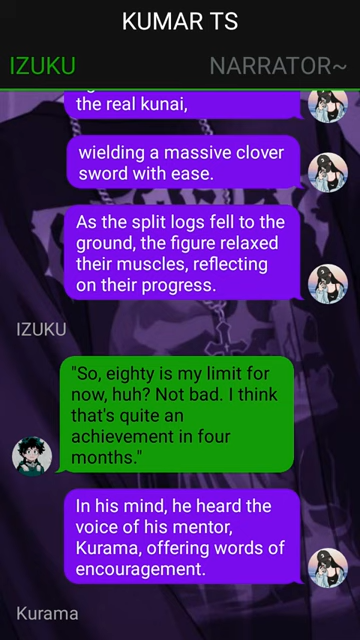 KUMAR TS
IZUKU
NARRATOR~
the real kunai,
wielding a massive clover
sword with ease.
As the split logs fell to the
ground, the figure relaxed
their muscles, reflecting
on their progress.
IZUKU
"So, eighty is my limit for
now, huh? Not bad. I think
that's quite an
achievement in four
months."
In his mind, he heard the
voice of his mentor,
Kurama, offering words of
encouragement.
Kurama